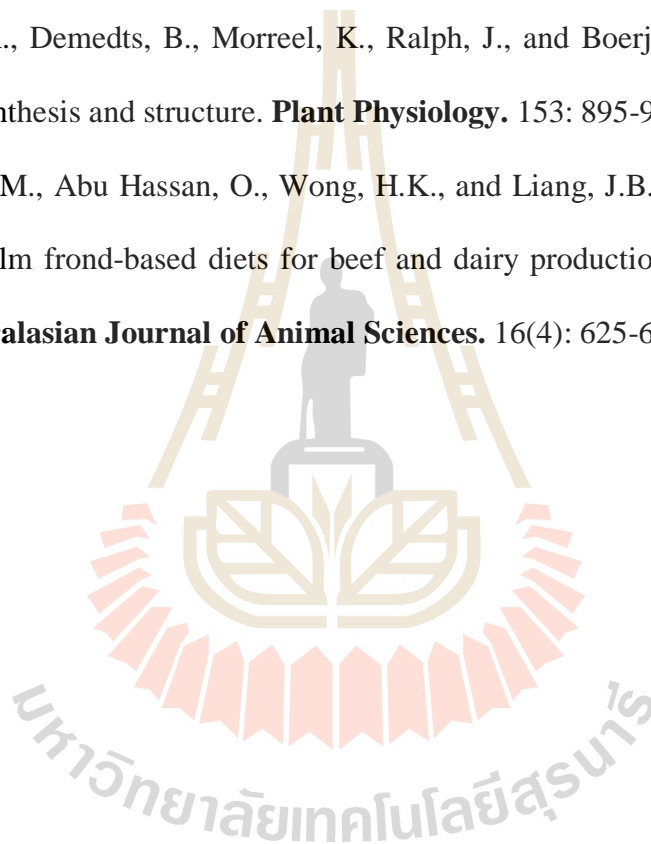 ., Demedts, B., Morreel, K., Ralph, J., and Boerj
nthesis and structure. Plant Physiology. 153: 895-9
M., Abu Hassan, O., Wong, H.K., and Liang, J.B.
lm frond-based diets for beef and dairy productio
alasian Journal of Animal Sciences. 16(4): 625-6
มหาวิทยาลัยเทคโนโลยีสุรนารี